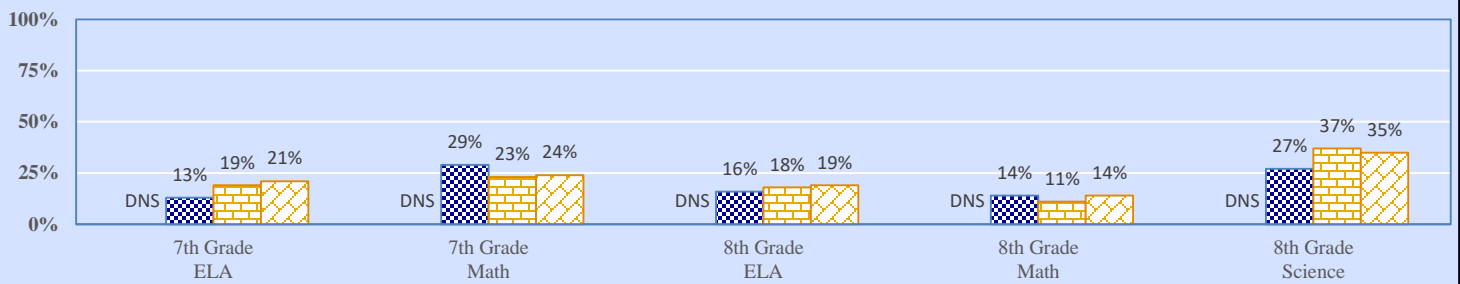 100%
75%
50%
25%
0%
DNS 13% 19% 21%
DNS 29% 23% 24%
DNS 16% 18% 19%
DNS 14% 11% 14%
DNS 27% 37% 35%
7th Grade
ELA
7th Grade
Math
8th Grade
ELA
8th Grade
Math
8th Grade
Science